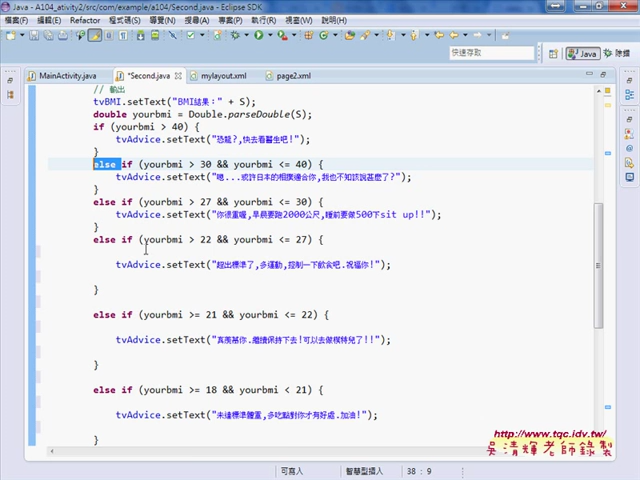 Java - A104_ativity2/src/com/example/a104/Second.java - Eclipse SDK
檔案(F) 編輯(E) Refactor 程式碼(S) 導覽(N) 搜尋(A) 專案(P) 執行(R) 視窗(W) 說明(H)
快速存取
Java
除錯
MainActivity.java
*Second.java
mylayout.xml
page2.xml
// 輸出
tvBMI.setText("BMI結果：" + S);
double yourbmi = Double.parseDouble(S);
if (yourbmi > 40) {
tvAdvice.setText("恐龍?,快去看醫生吧!");
}
else if (yourbmi > 30 && yourbmi <= 40) {
tvAdvice.setText("嗯...或許日本的相撲適合你,我也不知該說甚麼了?");
}
else if (yourbmi > 27 && yourbmi <= 30) {
tvAdvice.setText("你很重喔,早晨要跑2000公尺,睡前要做500下sit up!!");
}
else if (yourbmi > 22 && yourbmi <= 27) {
tvAdvice.setText("超出標準了,多運動,控制一下飲食吧.祝福你!");
}
else if (yourbmi >= 21 && yourbmi <= 22) {
tvAdvice.setText("真羨慕你.繼續保持下去!可以去做模特兒了!!");
}
else if (yourbmi >= 18 && yourbmi < 21) {
tvAdvice.setText("未達標準體重,多吃點對你才有好處.加油!");
}
http://www.tqc.idv.tw/
吳清輝老師錄製
可寫入
智慧型插入
38 : 9